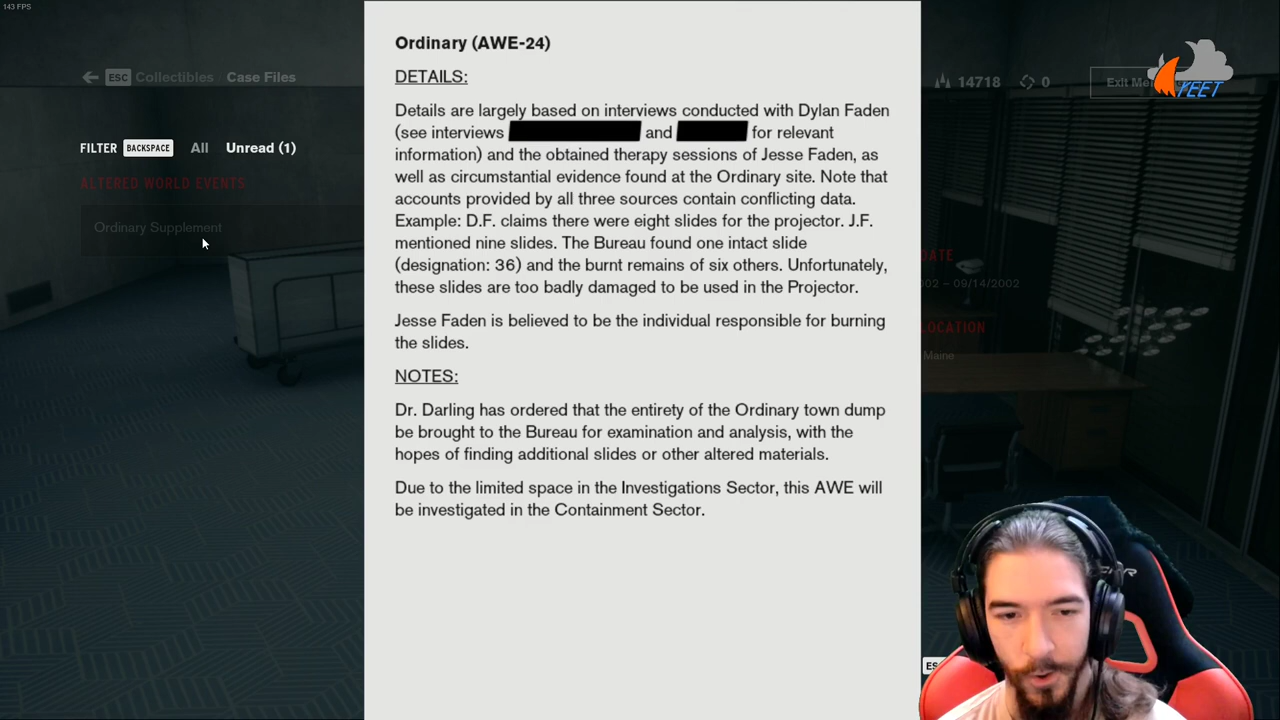 143 FPS
Ordinary (AWE-24)
ESC Collectibles Case Files
14718 0
DETAILS:
Details are largely based on interviews conducted with Dylan Faden
(see interviews and for relevant
information) and the obtained therapy sessions of Jesse Faden, as
well as circumstantial evidence found at the Ordinary site. Note that
accounts provided by all three sources contain conflicting data.
Example: D.F. claims there were eight slides for the projector. J.F.
mentioned nine slides. The Bureau found one intact slide
(designation: 36) and the burnt remains of six others. Unfortunately,
these slides are too badly damaged to be used in the Projector.
Jesse Faden is believed to be the individual responsible for burning
the slides.
NOTES:
Dr. Darling has ordered that the entirety of the Ordinary town dump
be brought to the Bureau for examination and analysis, with the
hopes of finding additional slides or other altered materials.
Due to the limited space in the Investigations Sector, this AWE will
be investigated in the Containment Sector.
FILTER BACKSPACE All Unread (1)
ALTERED WORLD EVENTS
Ordinary Supplement
Exit
YEET
DATE
002 – 09/14/2002
LOCATION
Maine
ES